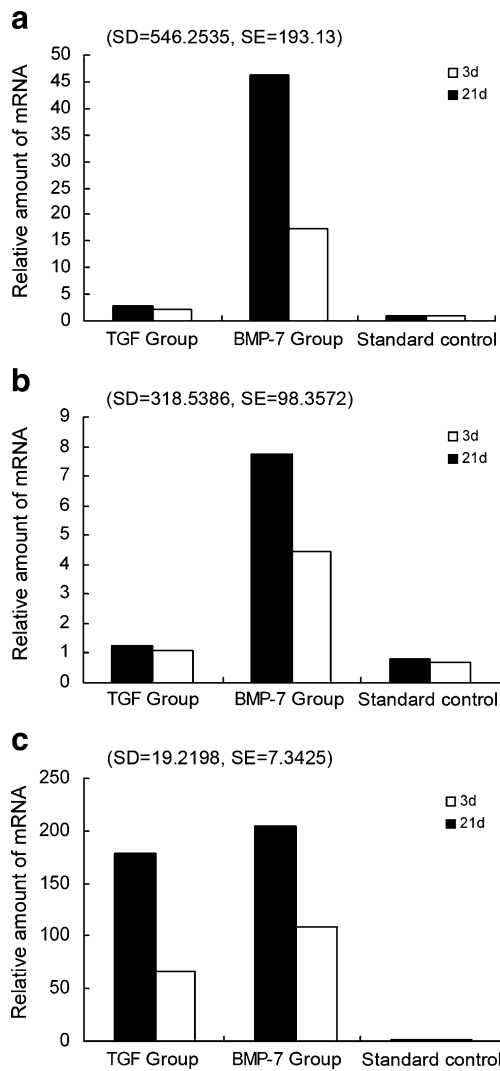 a
(SD=546.2535, SE=193.13)
Relative amount of mRNA
50
45
40
35
30
25
20
15
10
5
0
3d
21d
TGF Group BMP-7 Group Standard control
b
(SD=318.5386, SE=98.3572)
Relative amount of mRNA
9
8
7
6
5
4
3
2
1
0
3d
21d
TGF Group BMP-7 Group Standard control
c
(SD=19.2198, SE=7.3425)
Relative amount of mRNA
250
200
150
100
50
0
3d
21d
TGF Group BMP-7 Group Standard control